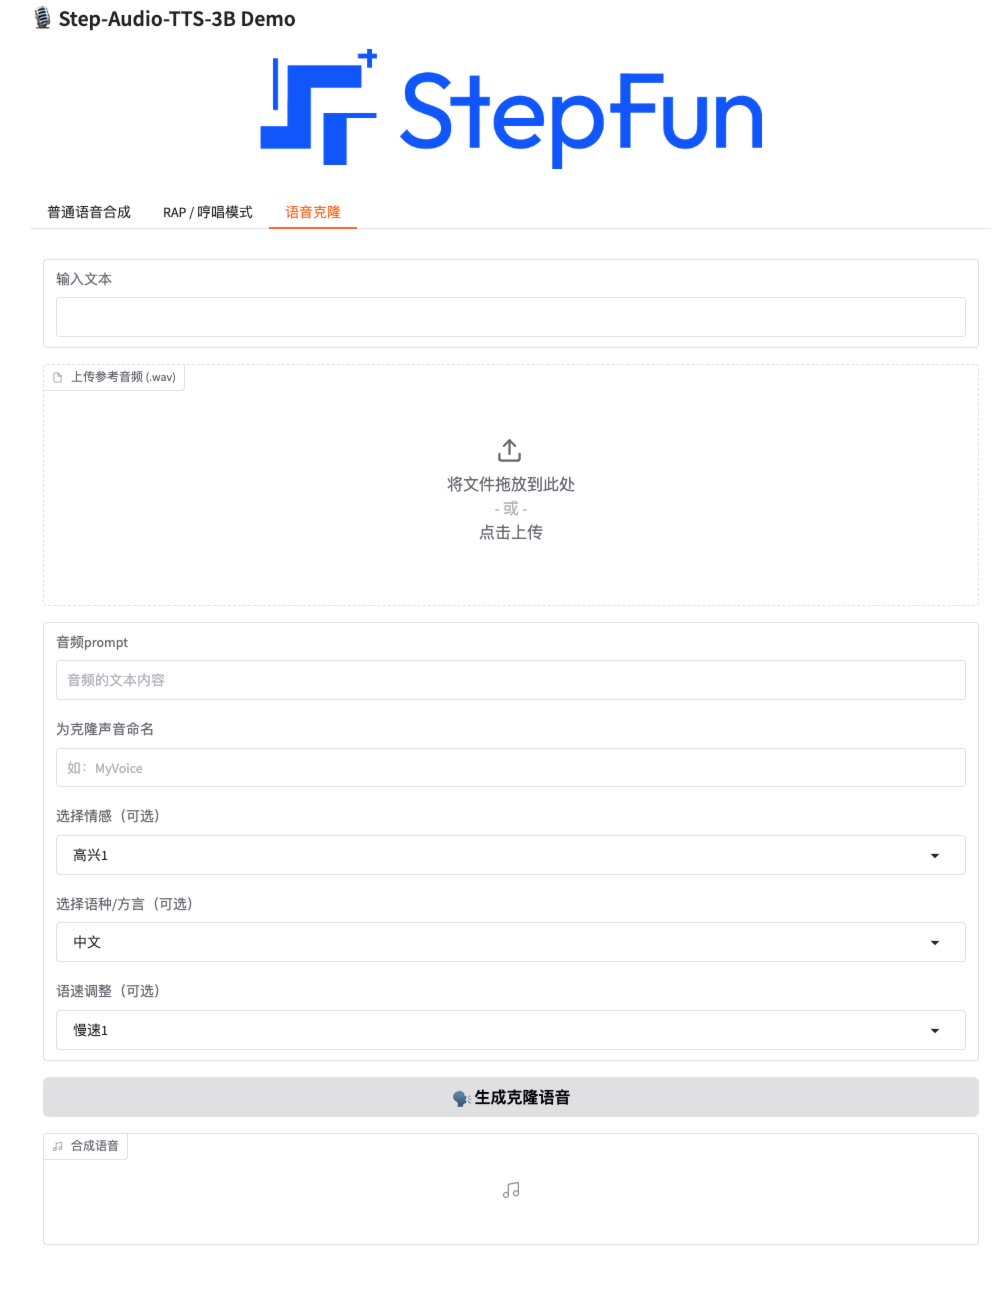 Step-Audio-TTS-3B Demo
StepFun
普通语音合成 RAP / 哼唱模式 语音克隆
输入文本
上传参考音频 (.wav)
将文件拖放到此处
- 或 -
点击上传
音频prompt
音频的文本内容
为克隆声音命名
如：MyVoice
选择情感（可选）
高兴1
选择语种/方言（可选）
中文
语速调整（可选）
慢速1
生成克隆语音
合成语音